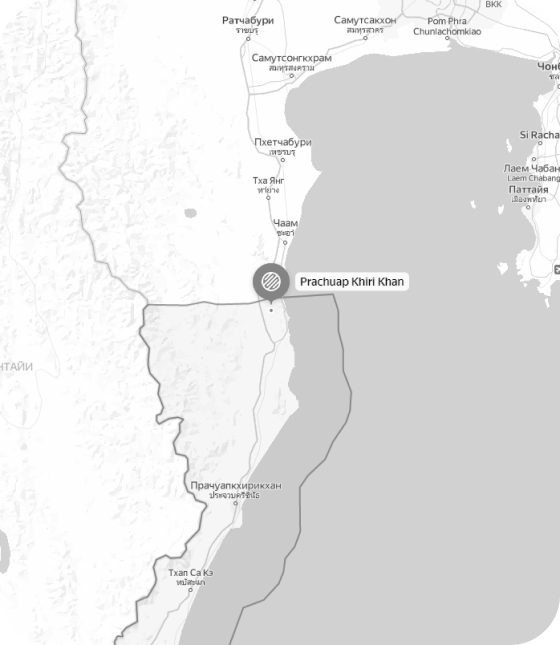 BKK
Ратчабури
ราชบุรี
Самутсакхон
สมุทรสาคร
Pom Phra
Chunlachomkiao
Самутсонгкхрам
สมุทรสงคราม
Чонб
Si Racha
Пхетчабури
เพชรบุรี
Лаем Чабан
Laem Chabang
Тха Янг
ท่ายาง
Паттайя
เมืองพัทยา
Чаам
ชะอำ
Prachuap Khiri Khan
НТАЙИ
Прачуапкхирикхан
ประจวบคีรีขันธ์
Тхап Са Кэ
ทับสะแก